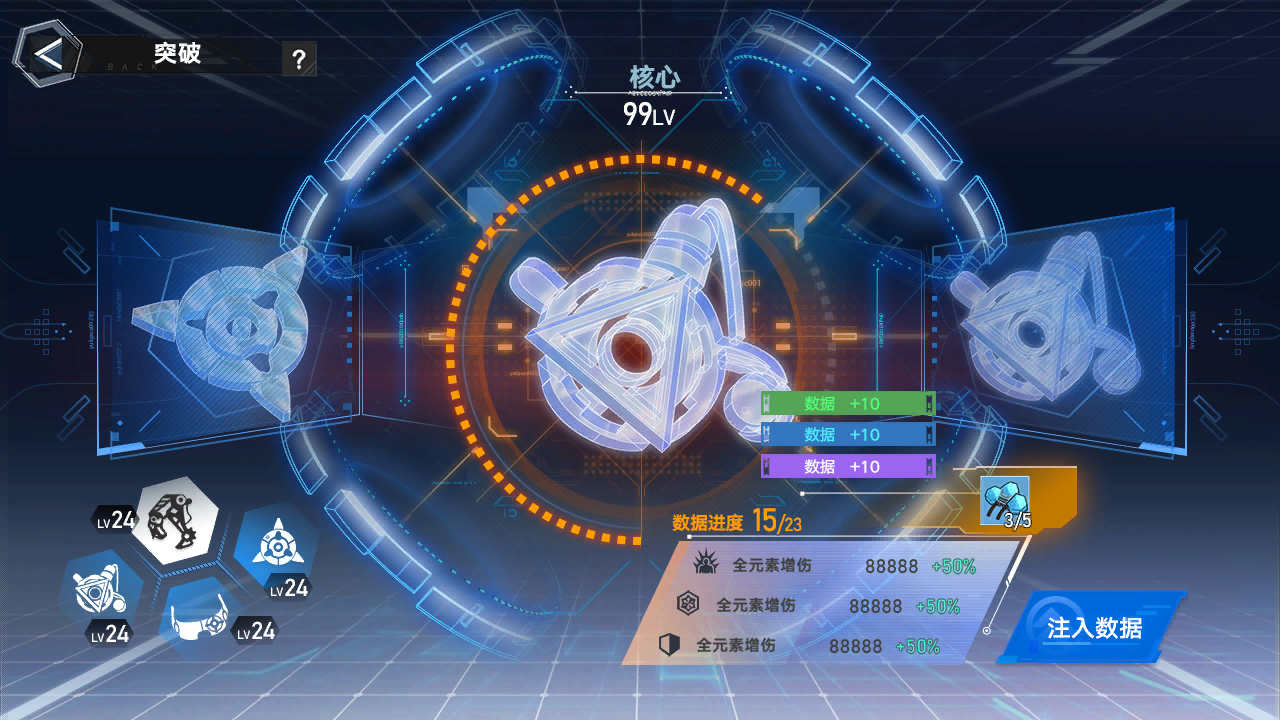 突破
BACK
?
核心
99LV
数据 +10
数据 +10
数据 +10
3/5
数据进度 15/23
全元素增伤 88888 +50%
全元素增伤 88888 +50%
全元素增伤 88888 +50%
注入数据
LV24
LV24
LV24
LV24